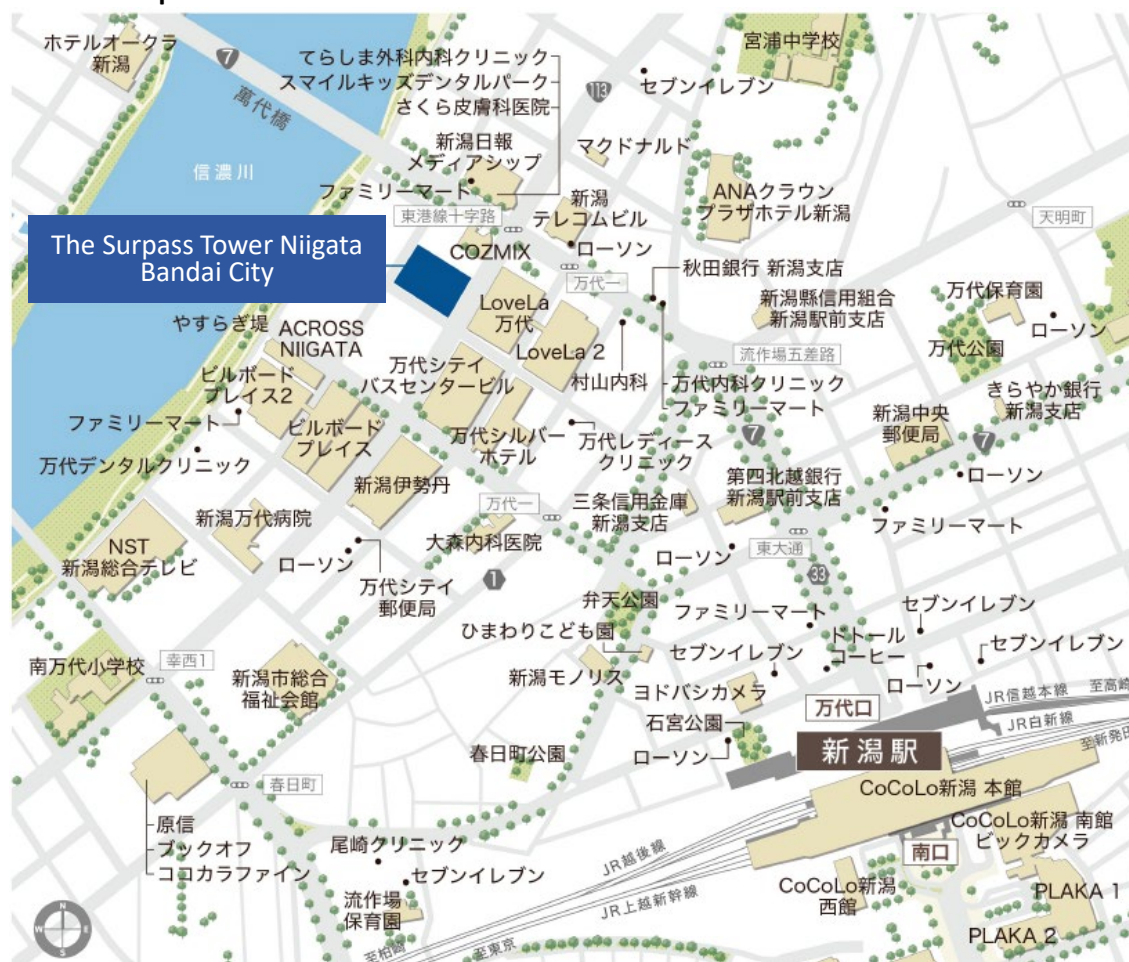 ホテルオークラ
新潟
7
萬代橋
信濃川
てらしま外科内科クリニック
スマイルキッズデンタルパーク
さくら皮膚科医院
新潟日報
メディアシップ
ファミリーマート
113
セブンイレブン
宮浦中学校
マクドナルド
ANAクラウン
プラザホテル新潟
新潟
テレコムビル
東港線十字路
ローソン
COZMIX
天明町
The Surpass Tower Niigata
Bandai City
万代一
秋田銀行 新潟支店
新潟縣信用組合
新潟駅前支店
万代保育園
ローソン
万代公園
やすらぎ堤
ACROSS
NIIGATA
LoveLa
万代
LoveLa 2
村山内科
流作場五差路
万代内科クリニック
ファミリーマート
きらやか銀行
新潟支店
ビルボード
プレイス2
ファミリーマート
万代シテイ
バスセンタービル
ビルボード
プレイス
万代デンタルクリニック
万代シルバー
ホテル
万代レディース
クリニック
7
新潟中央
郵便局
7
ローソン
新潟伊勢丹
新潟万代病院
万代一
三条信用金庫
新潟支店
第四北越銀行
新潟駅前支店
ファミリーマート
NST
新潟総合テレビ
大森内科医院
ローソン
東大通
ローソン
万代シテイ
郵便局
1
33
弁天公園
ファミリーマート
セブンイレブン
ひまわりこども園
ドトール
コーヒー
セブンイレブン
セブンイレブン
南万代小学校
幸西1
新潟市総合
福祉会館
新潟モノリス
ヨドバシカメラ
ローソン
万代口
JR信越本線
至高崎
JR白新線
至新発田
石宮公園
ローソン
新潟駅
春日町公園
春日町
CoCoLo新潟 本館
原信
ブックオフ
ココカラファイン
尾崎クリニック
セブンイレブン
流作場
保育園
JR越後線
JR上越新幹線
至柏崎
至東京
南口
CoCoLo新潟 南館
ビックカメラ
CoCoLo新潟
西館
PLAKA 1
PLAKA 2
N
W
E
S